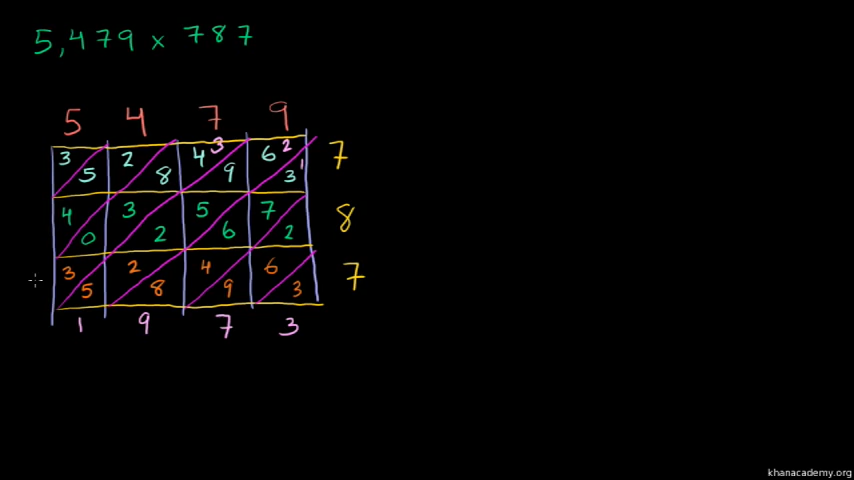 5,479 x 787
5 4 7 9
3 2 4 3 6 2 7
5 8 9 3 1
4 3 5 7 8
0 2 6 2
3 2 4 6 7
5 8 9 3
1 9 7 3
khanacademy.org